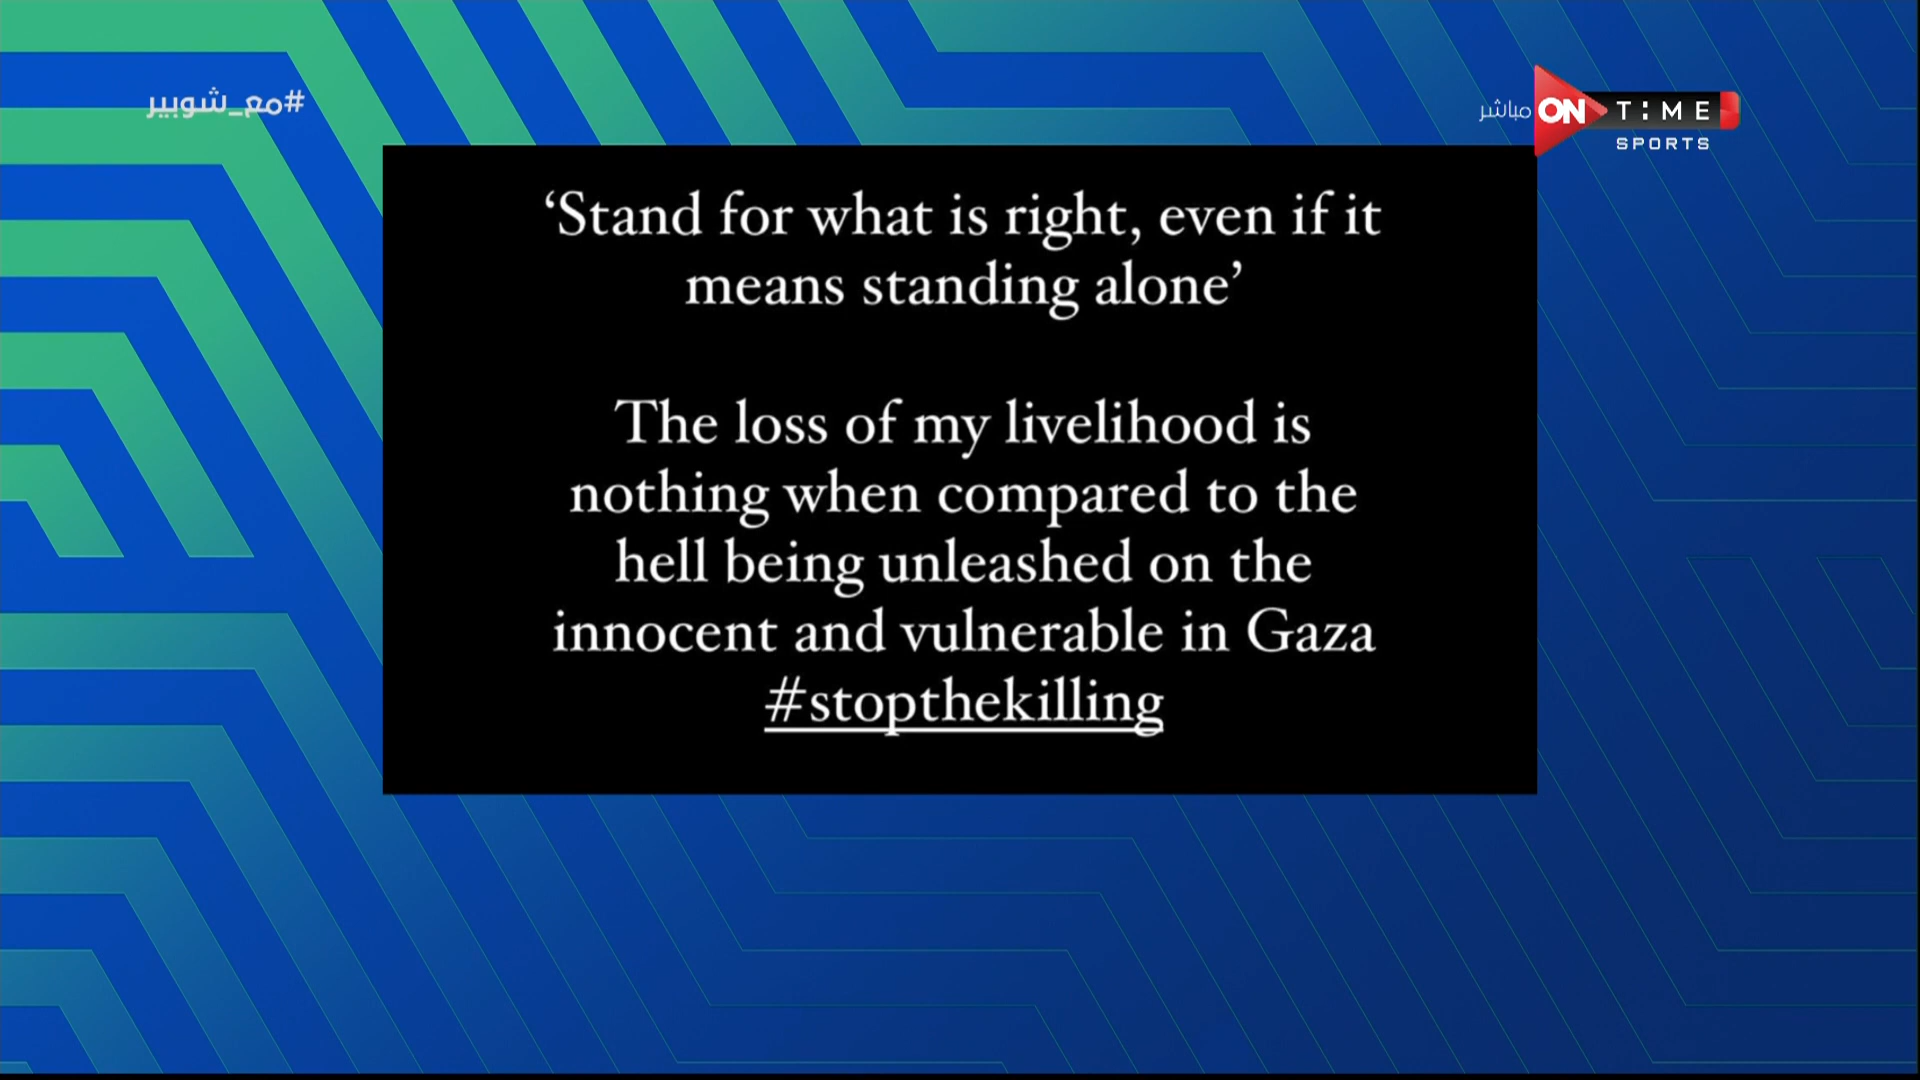 #مع_شوبير
مباشر ON TIME
SPORTS
‘Stand for what is right, even if it
means standing alone’
The loss of my livelihood is
nothing when compared to the
hell being unleashed on the
innocent and vulnerable in Gaza
#stopthekilling